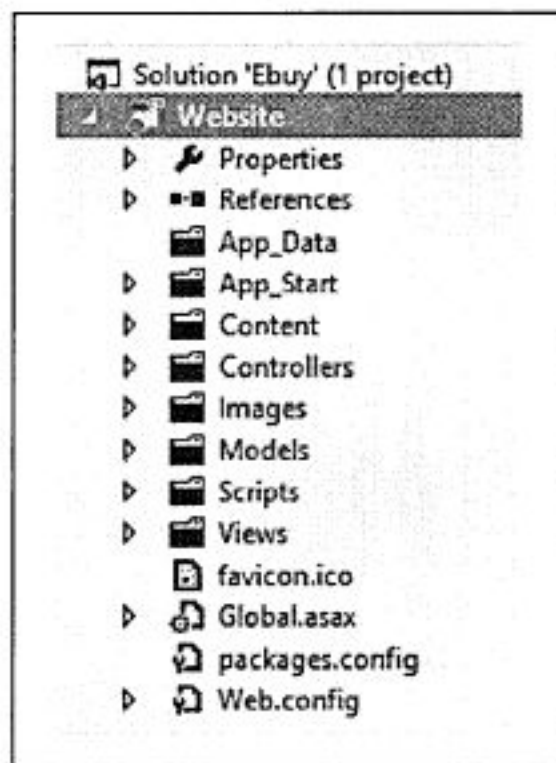 Solution 'Ebuy' (1 project)
Website
Properties
References
App_Data
App_Start
Content
Controllers
Images
Models
Scripts
Views
favicon.ico
Global.asax
packages.config
Web.config